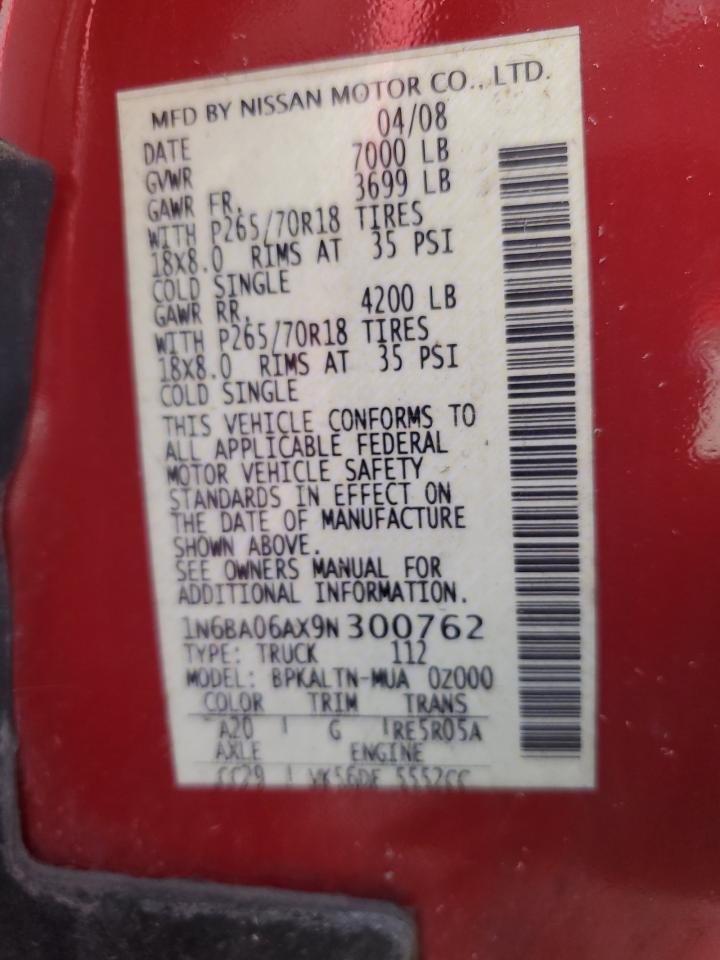 MFD BY NISSAN MOTOR CO., LTD.
DATE 04/08
GVWR 7000 LB
GAWR FR. 3699 LB
WITH P265/70R18 TIRES
18X8.0 RIMS AT 35 PSI
COLD SINGLE
GAWR RR. 4200 LB
WITH P265/70R18 TIRES
18X8.0 RIMS AT 35 PSI
COLD SINGLE
THIS VEHICLE CONFORMS TO
ALL APPLICABLE FEDERAL
MOTOR VEHICLE SAFETY
STANDARDS IN EFFECT ON
THE DATE OF MANUFACTURE
SHOWN ABOVE.
SEE OWNERS MANUAL FOR
ADDITIONAL INFORMATION.
1N6BA06AX9N300762
TYPE: TRUCK 112
MODEL: BPKALTN-MUA 0Z000
COLOR TRIM TRANS
A20 G RE5R05A
AXLE ENGINE
CC29 VK56DE 5552CC